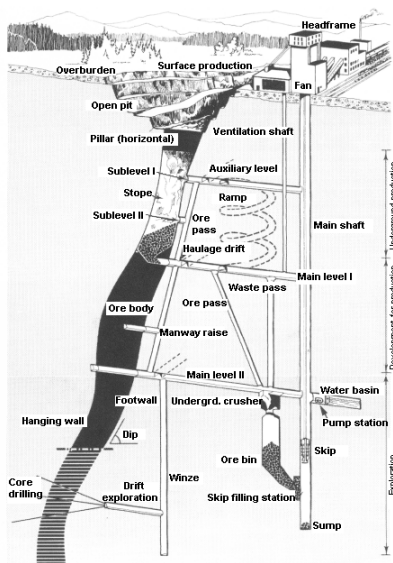 Headframe
Overburden
Surface production
Fan
Open pit
Pillar (horizontal)
Ventilation shaft
Sublevel I
Auxiliary level
Stope
Ramp
Sublevel II
Ore
pass
Main shaft
Underground production
Haulage drift
Main level I
Waste pass
Ore body
Ore pass
Development for production
Manway raise
Main level II
Water basin
Footwall
Undergrd. crusher
Hanging wall
Pump station
Dip
Ore bin
Skip
Core
drilling
Drift
exploration
Winze
Skip filling station
Exploration
Sump